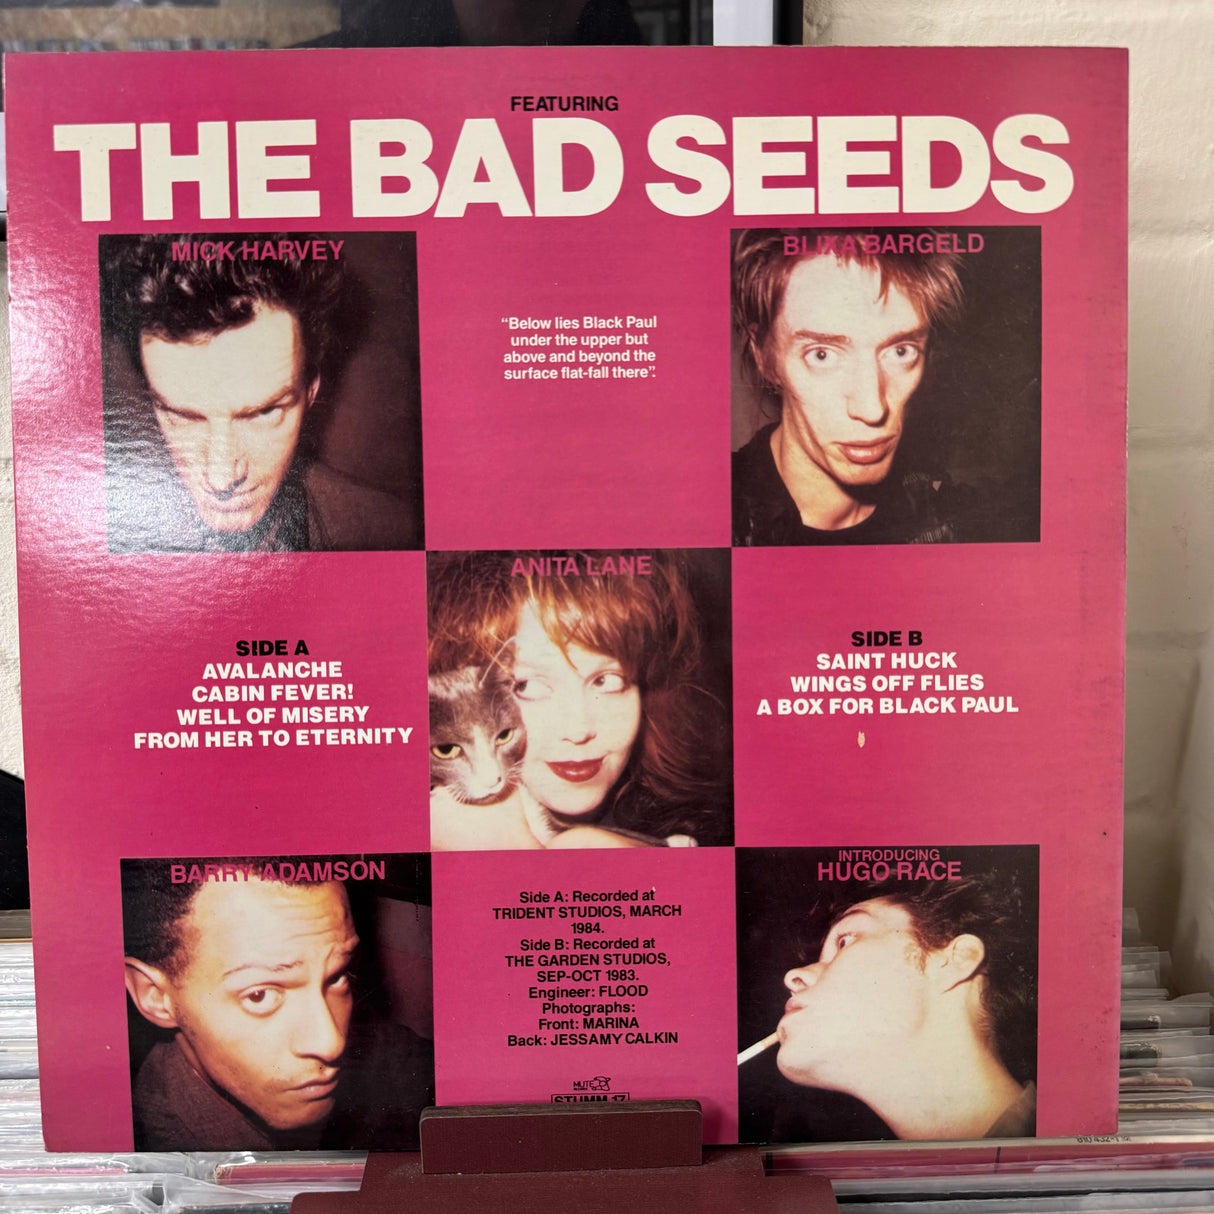 FEATURING
THE BAD SEEDS
MICK HARVEY
BLIXA BARGELD
“Below lies Black Paul
under the upper but
above and beyond the
surface flat-fall there”.
ANITA LANE
SIDE A
AVALANCHE
CABIN FEVER!
WELL OF MISERY
FROM HER TO ETERNITY
SIDE B
SAINT HUCK
WINGS OFF FLIES
A BOX FOR BLACK PAUL
BARRY ADAMSON
INTRODUCING
HUGO RACE
Side A: Recorded at
TRIDENT STUDIOS, MARCH
1984.
Side B: Recorded at
THE GARDEN STUDIOS,
SEP-OCT 1983.
Engineer: FLOOD
Photographs:
Front: MARINA
Back: JESSAMY CALKIN
MUTE
STUMM 17